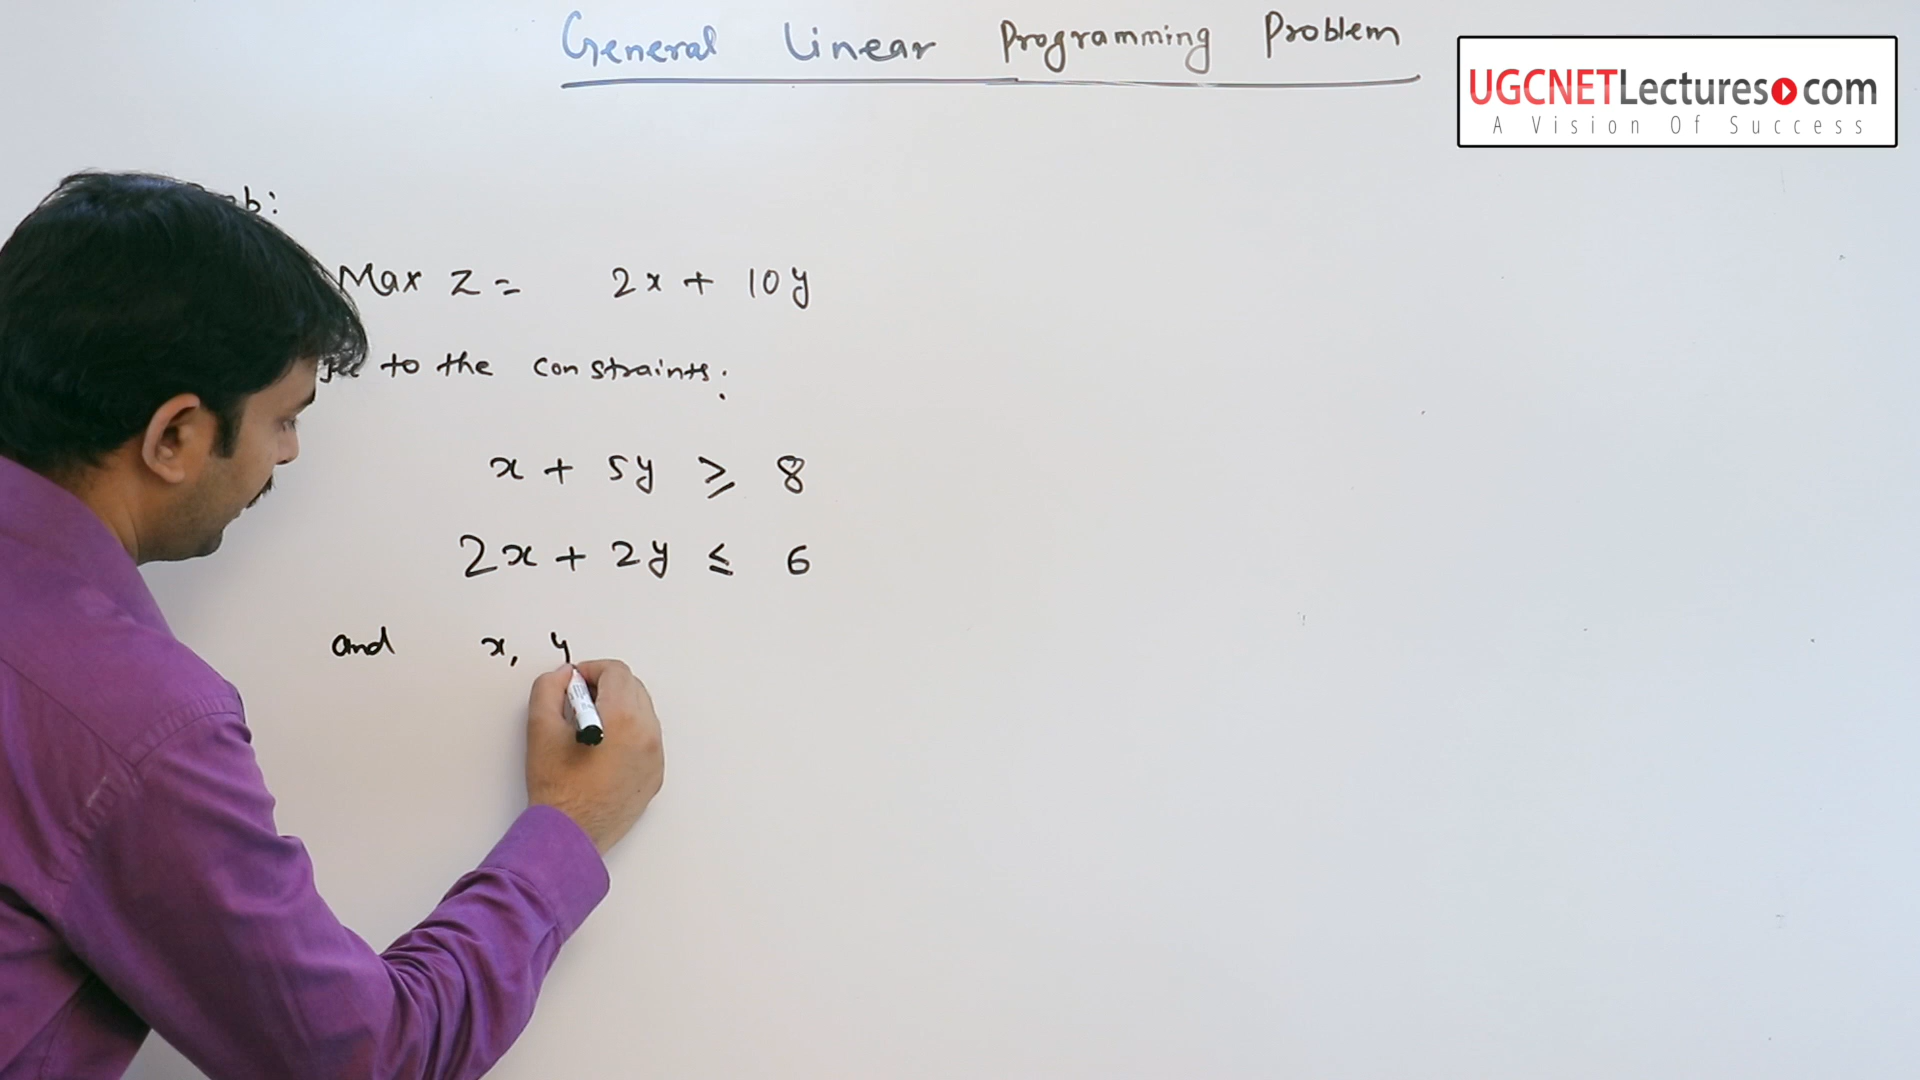 General Linear Programming Problem
UGCNETLectures.com
A Vision Of Success
Max Z = 2x + 10y
to the constraints:
x + 5y ≥ 8
2x + 2y ≤ 6
and x, y